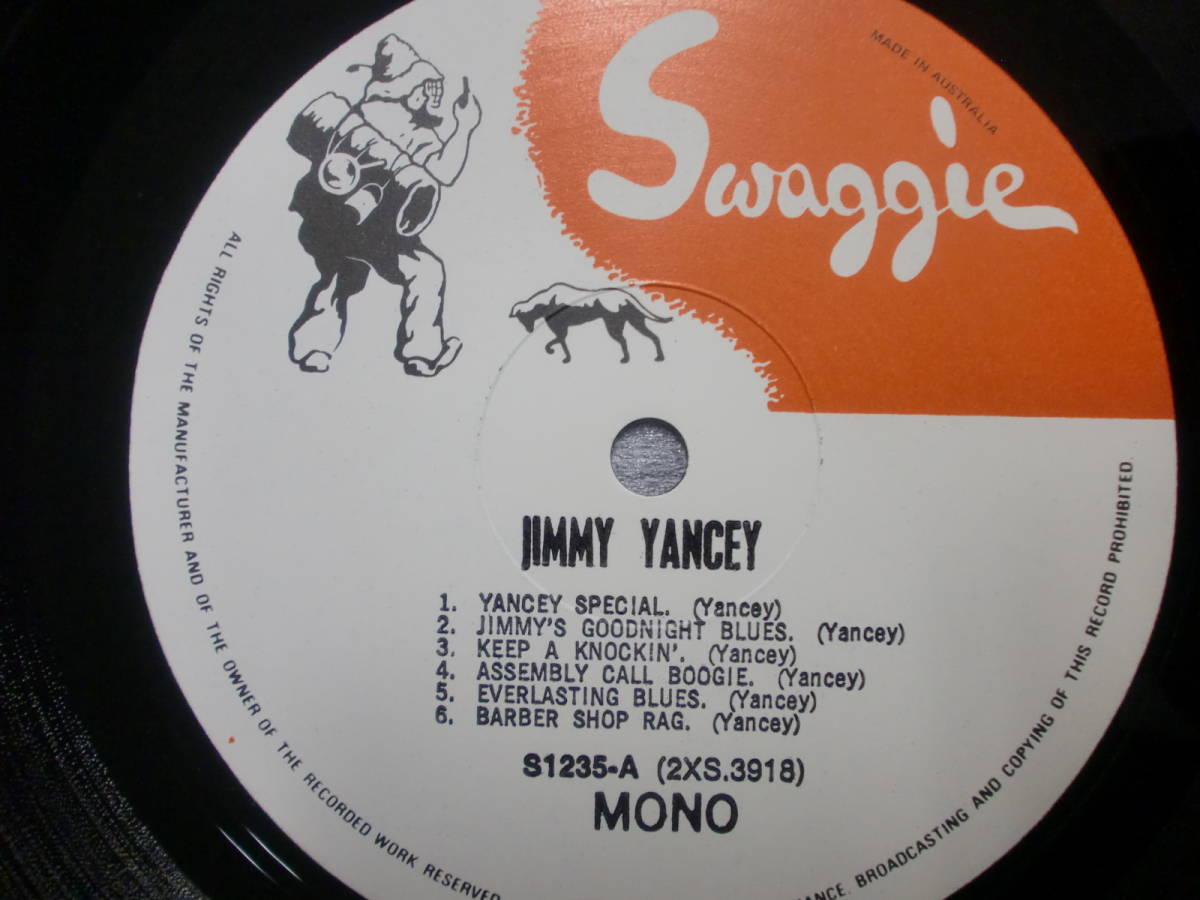 Swaggie
MADE IN AUSTRALIA
JIMMY YANCEY
1. YANCEY SPECIAL. (Yancey)
2. JIMMY'S GOODNIGHT BLUES. (Yancey)
3. KEEP A KNOCKIN'. (Yancey)
4. ASSEMBLY CALL BOOGIE. (Yancey)
5. EVERLASTING BLUES. (Yancey)
6. BARBER SHOP RAG. (Yancey)
S1235-A (2XS.3918)
MONO
ALL RIGHTS OF THE MANUFACTURER AND OF THE OWNER OF THE RECORDED WORK RESERVED
BROADCASTING AND COPYING OF THIS RECORD PROHIBITED.